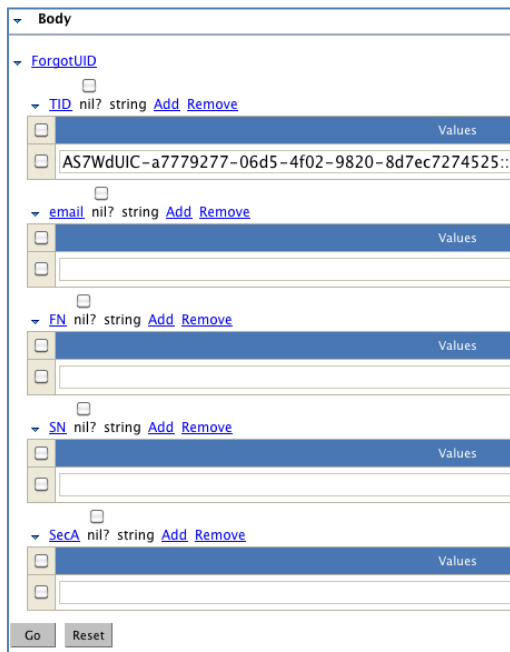 Body
ForgotUID
TID nil? string Add Remove
Values
AS7WdUIC-a7779277-06d5-4f02-9820-8d7ec7274525::
email nil? string Add Remove
Values
FN nil? string Add Remove
Values
SN nil? string Add Remove
Values
SecA nil? string Add Remove
Values
Go Reset